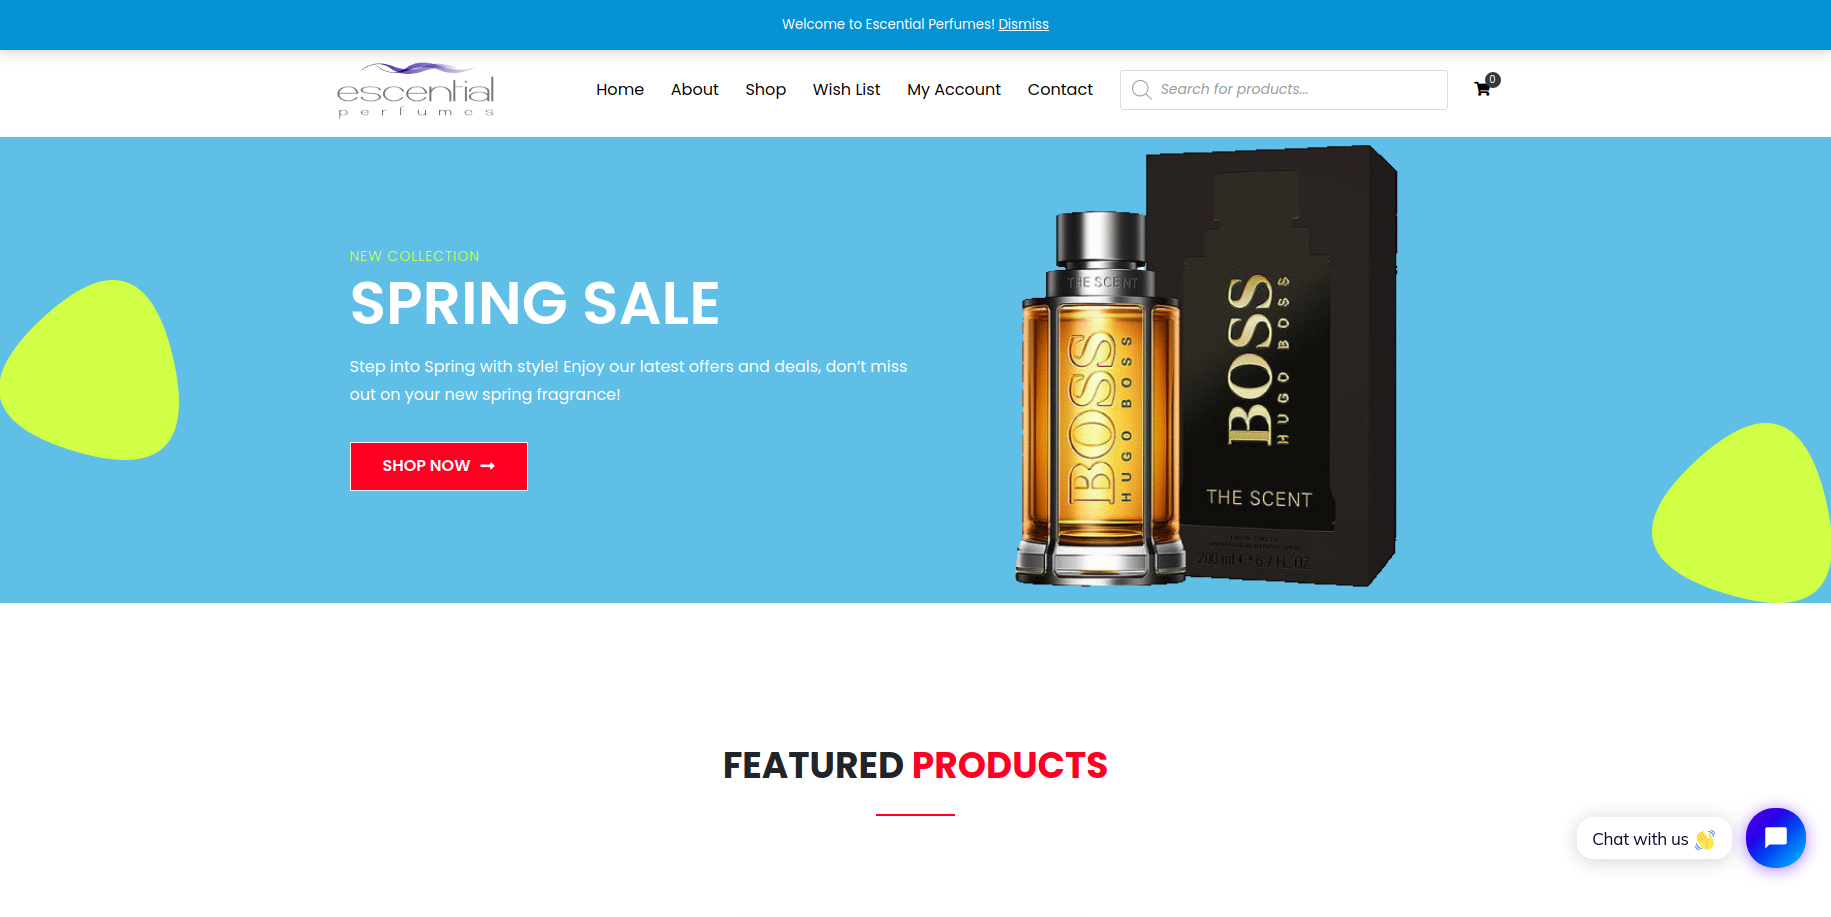 Welcome to Escential Perfumes! Dismiss
escential
perfumes
Home About Shop Wish List My Account Contact
Search for products...
0
NEW COLLECTION
SPRING SALE
Step into Spring with style! Enjoy our latest offers and deals, don’t miss
out on your new spring fragrance!
SHOP NOW
THE SCENT
BOSS
HUGO BOSS
BOSS
HUGO BOSS
THE SCENT
200 ml e 6.7 FL. OZ
FEATURED PRODUCTS
Chat with us 👋